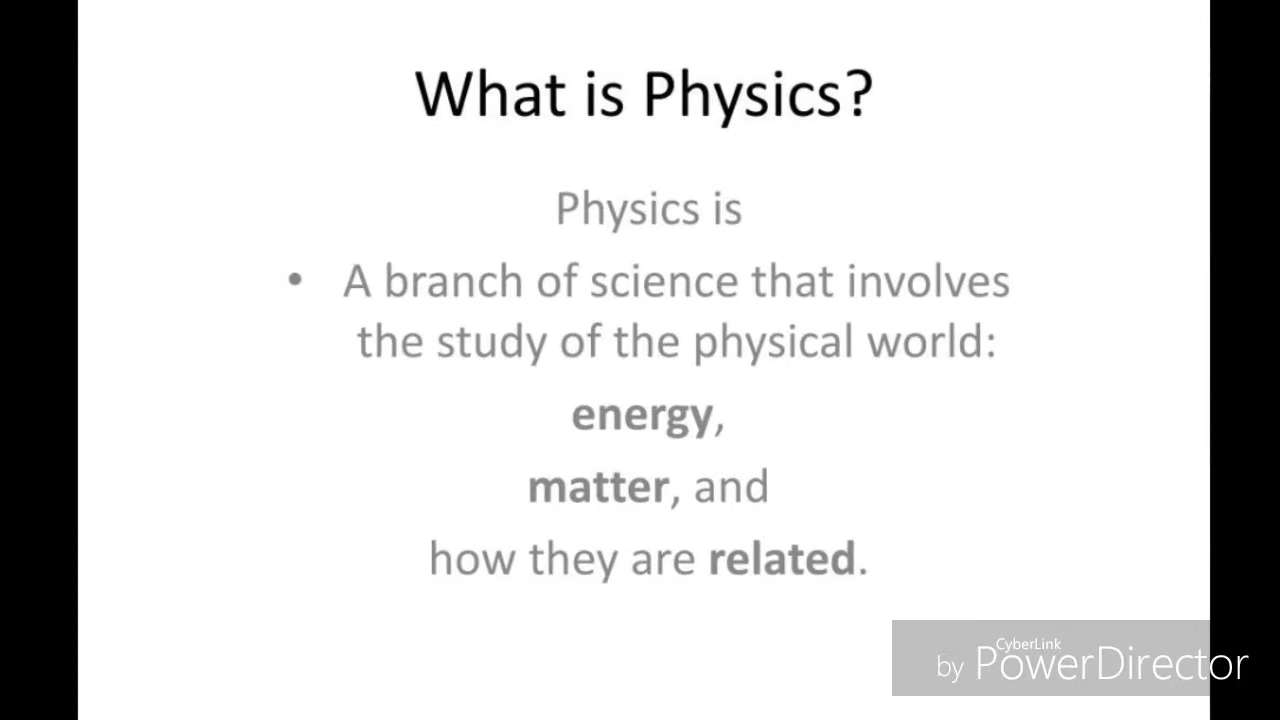 What is Physics?
Physics is
• A branch of science that involves
the study of the physical world:
energy,
matter, and
how they are related.
CyberLink
by PowerDirector